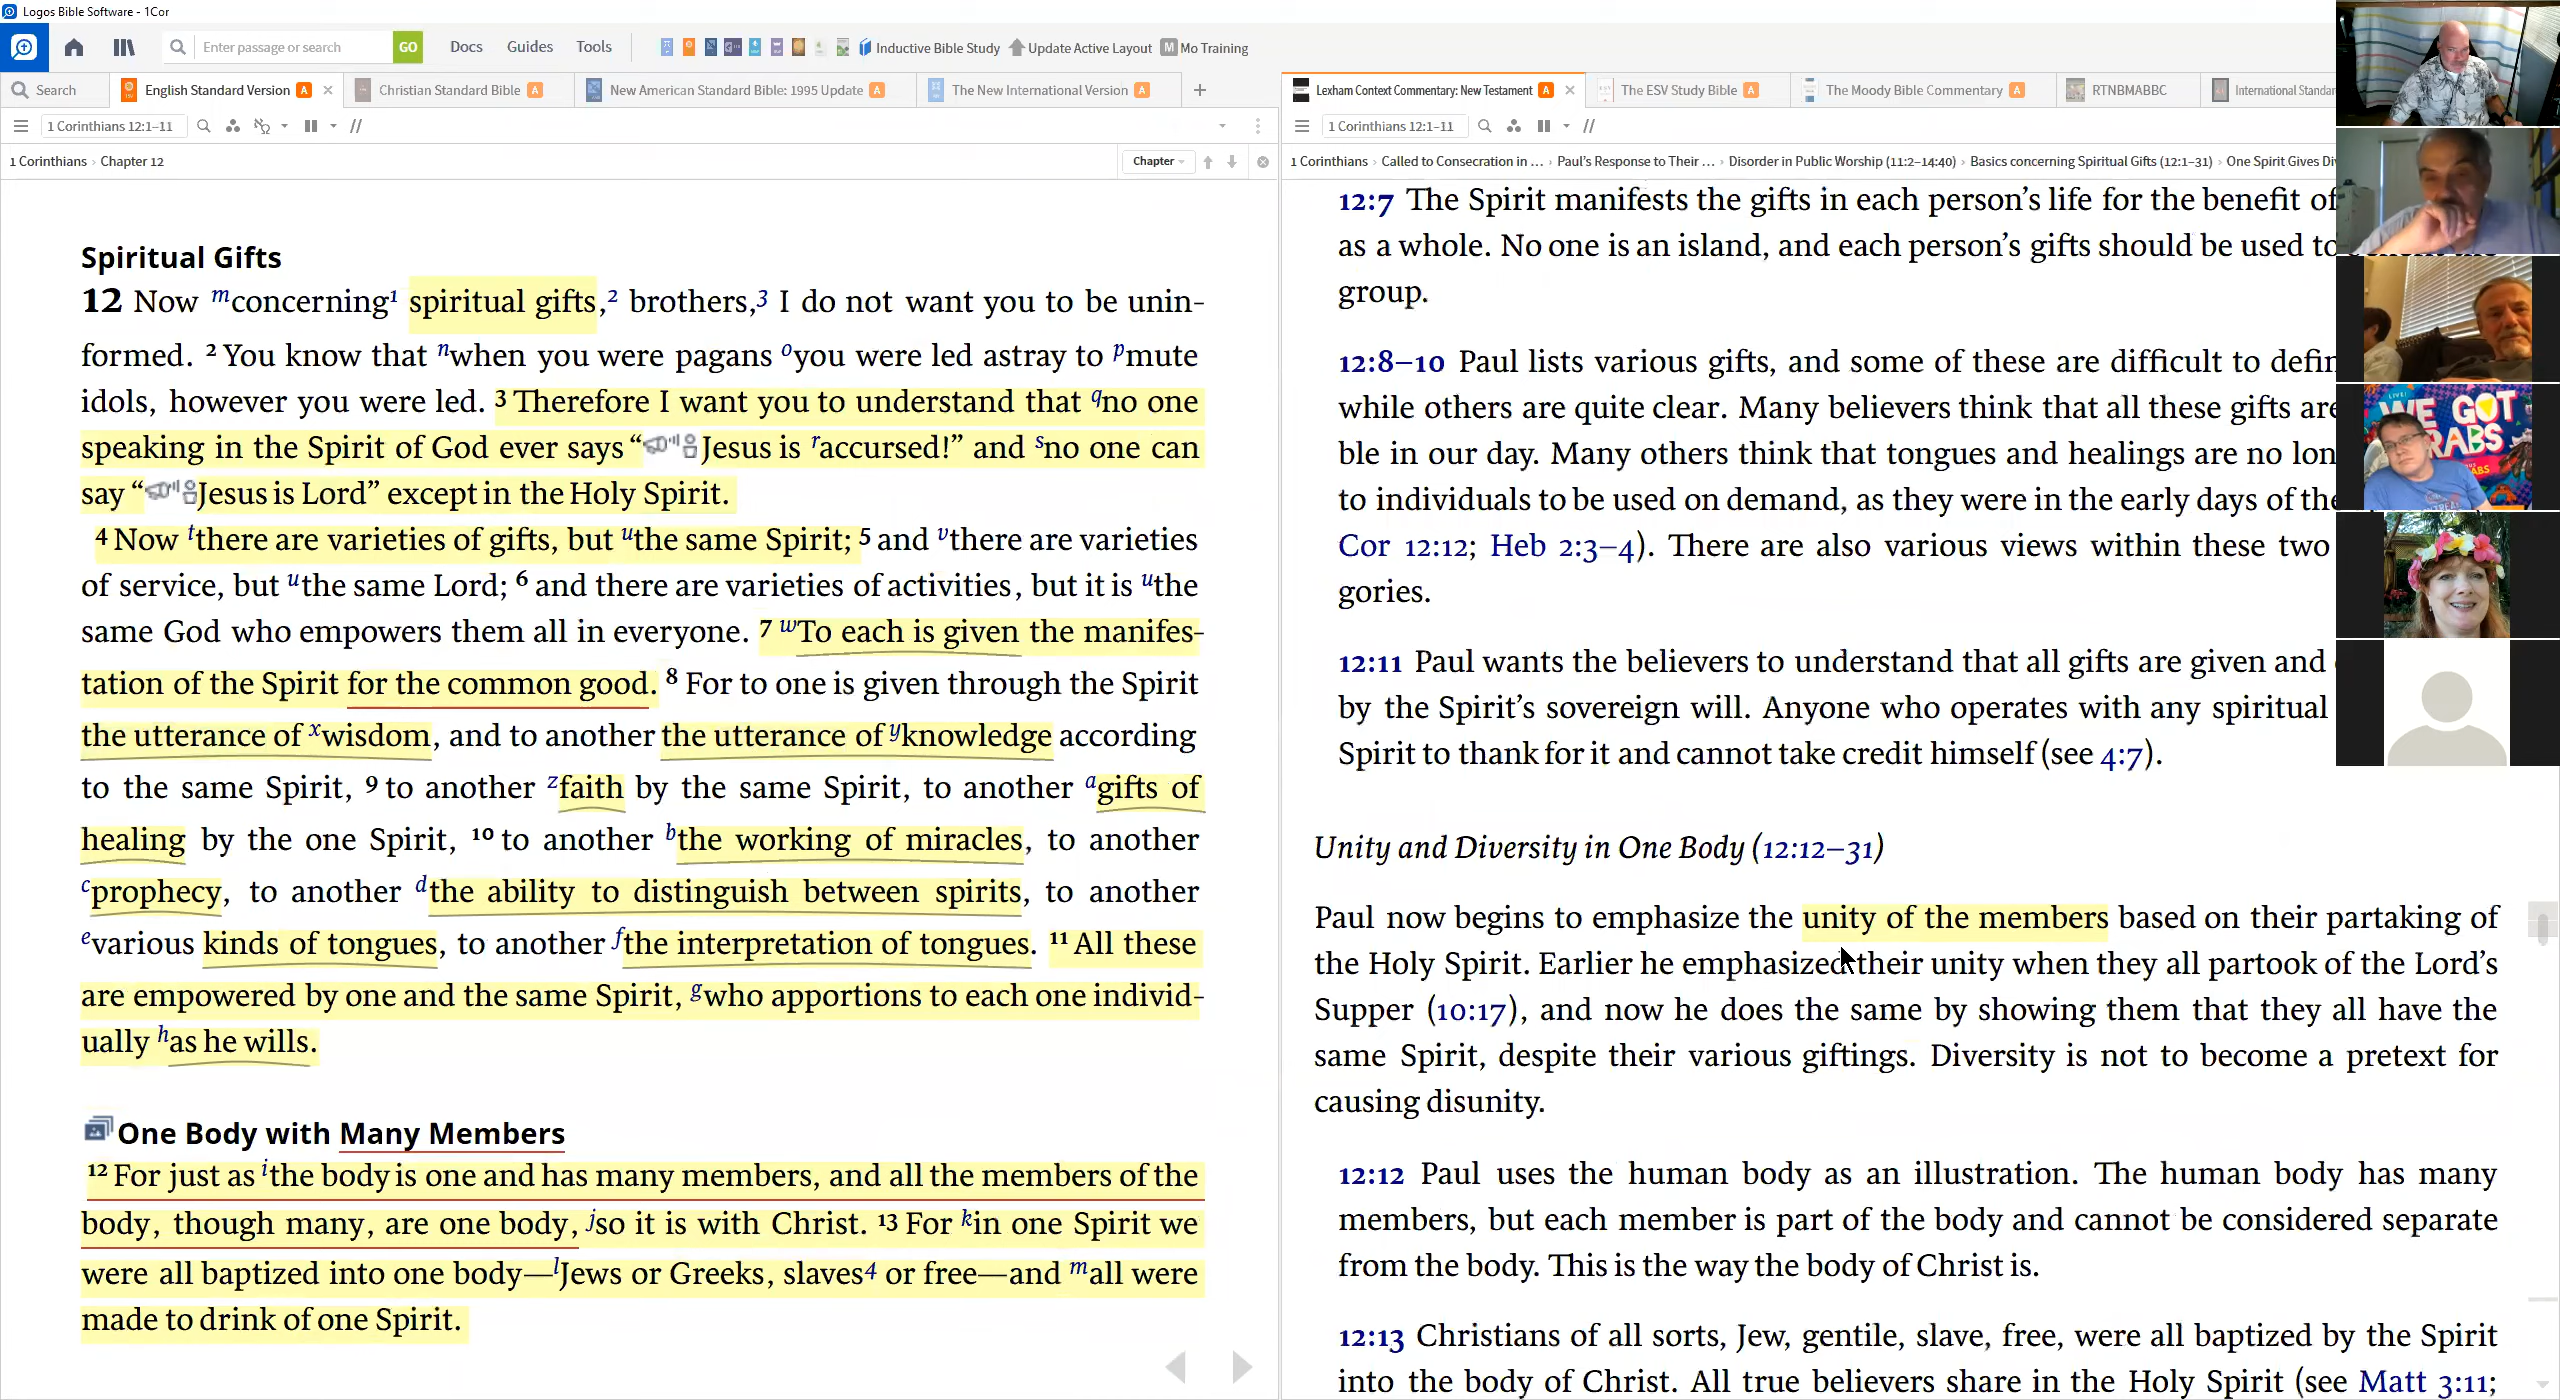 Logos Bible Software - 1Cor
Enter passage or search
GO
Docs
Guides
Tools
Inductive Bible Study
Update Active Layout
M Mo Training
Search
English Standard Version A
Christian Standard Bible A
New American Standard Bible: 1995 Update A
The New International Version A
1 Corinthians 12:1–11
1 Corinthians › Chapter 12
Chapter
Spiritual Gifts
12 Now m concerning1 spiritual gifts,2 brothers,3 I do not want you to be unin-
formed. 2 You know that n when you were pagans o you were led astray to p mute
idols, however you were led. 3 Therefore I want you to understand that q no one
speaking in the Spirit of God ever says “Jesus is r accursed!” and s no one can
say “Jesus is Lord” except in the Holy Spirit.
4 Now t there are varieties of gifts, but u the same Spirit; 5 and v there are varieties
of service, but u the same Lord; 6 and there are varieties of activities, but it is u the
same God who empowers them all in everyone. 7 w To each is given the manifes-
tation of the Spirit for the common good. 8 For to one is given through the Spirit
the utterance of x wisdom, and to another the utterance of y knowledge according
to the same Spirit, 9 to another z faith by the same Spirit, to another a gifts of
healing by the one Spirit, 10 to another b the working of miracles, to another
c prophecy, to another d the ability to distinguish between spirits, to another
e various kinds of tongues, to another f the interpretation of tongues. 11 All these
are empowered by one and the same Spirit, g who apportions to each one individ-
ually h as he wills.
One Body with Many Members
12 For just as i the body is one and has many members, and all the members of the
body, though many, are one body, j so it is with Christ. 13 For k in one Spirit we
were all baptized into one body—l Jews or Greeks, slaves4 or free—and m all were
made to drink of one Spirit.
Lexham Context Commentary: New Testament A
The ESV Study Bible A
The Moody Bible Commentary A
RTNBMABBC
International Standar
1 Corinthians 12:1–11
1 Corinthians › Called to Consecration in ... › Paul's Response to Their ... › Disorder in Public Worship (11:2–14:40) › Basics concerning Spiritual Gifts (12:1–31) › One Spirit Gives Di
12:7 The Spirit manifests the gifts in each person’s life for the benefit of
as a whole. No one is an island, and each person’s gifts should be used to
group.
12:8–10 Paul lists various gifts, and some of these are difficult to defin
while others are quite clear. Many believers think that all these gifts are
ble in our day. Many others think that tongues and healings are no lon
to individuals to be used on demand, as they were in the early days of the
Cor 12:12; Heb 2:3–4). There are also various views within these two
gories.
12:11 Paul wants the believers to understand that all gifts are given and
by the Spirit’s sovereign will. Anyone who operates with any spiritual
Spirit to thank for it and cannot take credit himself (see 4:7).
Unity and Diversity in One Body (12:12–31)
Paul now begins to emphasize the unity of the members based on their partaking of
the Holy Spirit. Earlier he emphasized their unity when they all partook of the Lord’s
Supper (10:17), and now he does the same by showing them that they all have the
same Spirit, despite their various giftings. Diversity is not to become a pretext for
causing disunity.
12:12 Paul uses the human body as an illustration. The human body has many
members, but each member is part of the body and cannot be considered separate
from the body. This is the way the body of Christ is.
12:13 Christians of all sorts, Jew, gentile, slave, free, were all baptized by the Spirit
into the body of Christ. All true believers share in the Holy Spirit (see Matt 3:11;
LIVE!
WE GOT
RABS